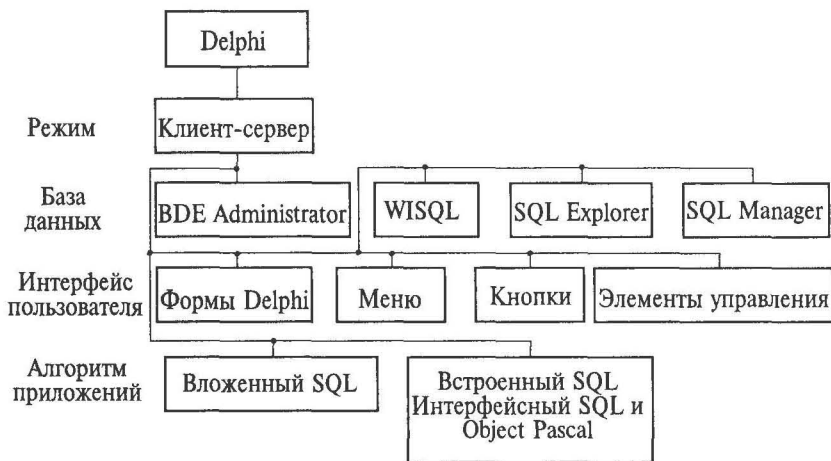 Delphi
Режим
Клиент-сервер
База
данных
BDE Administrator
WISQL
SQL Explorer
SQL Manager
Интерфейс
пользователя
Формы Delphi
Меню
Кнопки
Элементы управления
Алгоритм
приложений
Вложенный SQL
Встроенный SQL
Интерфейсный SQL и
Object Pascal